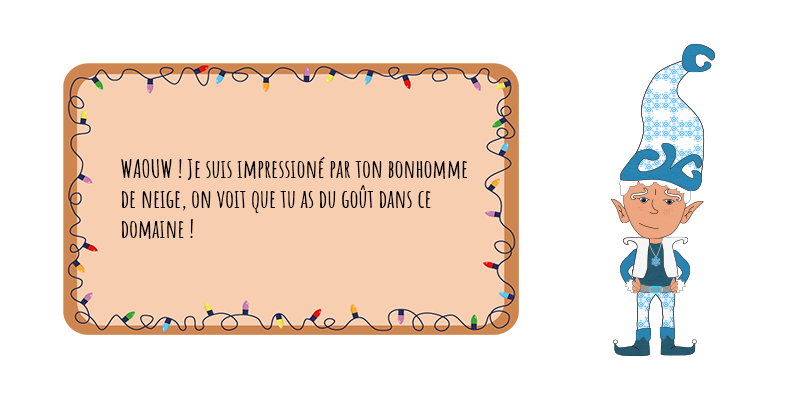 WAOUW ! Je suis impressioné par ton bonhomme
de neige, on voit que tu as du goût dans ce
domaine !